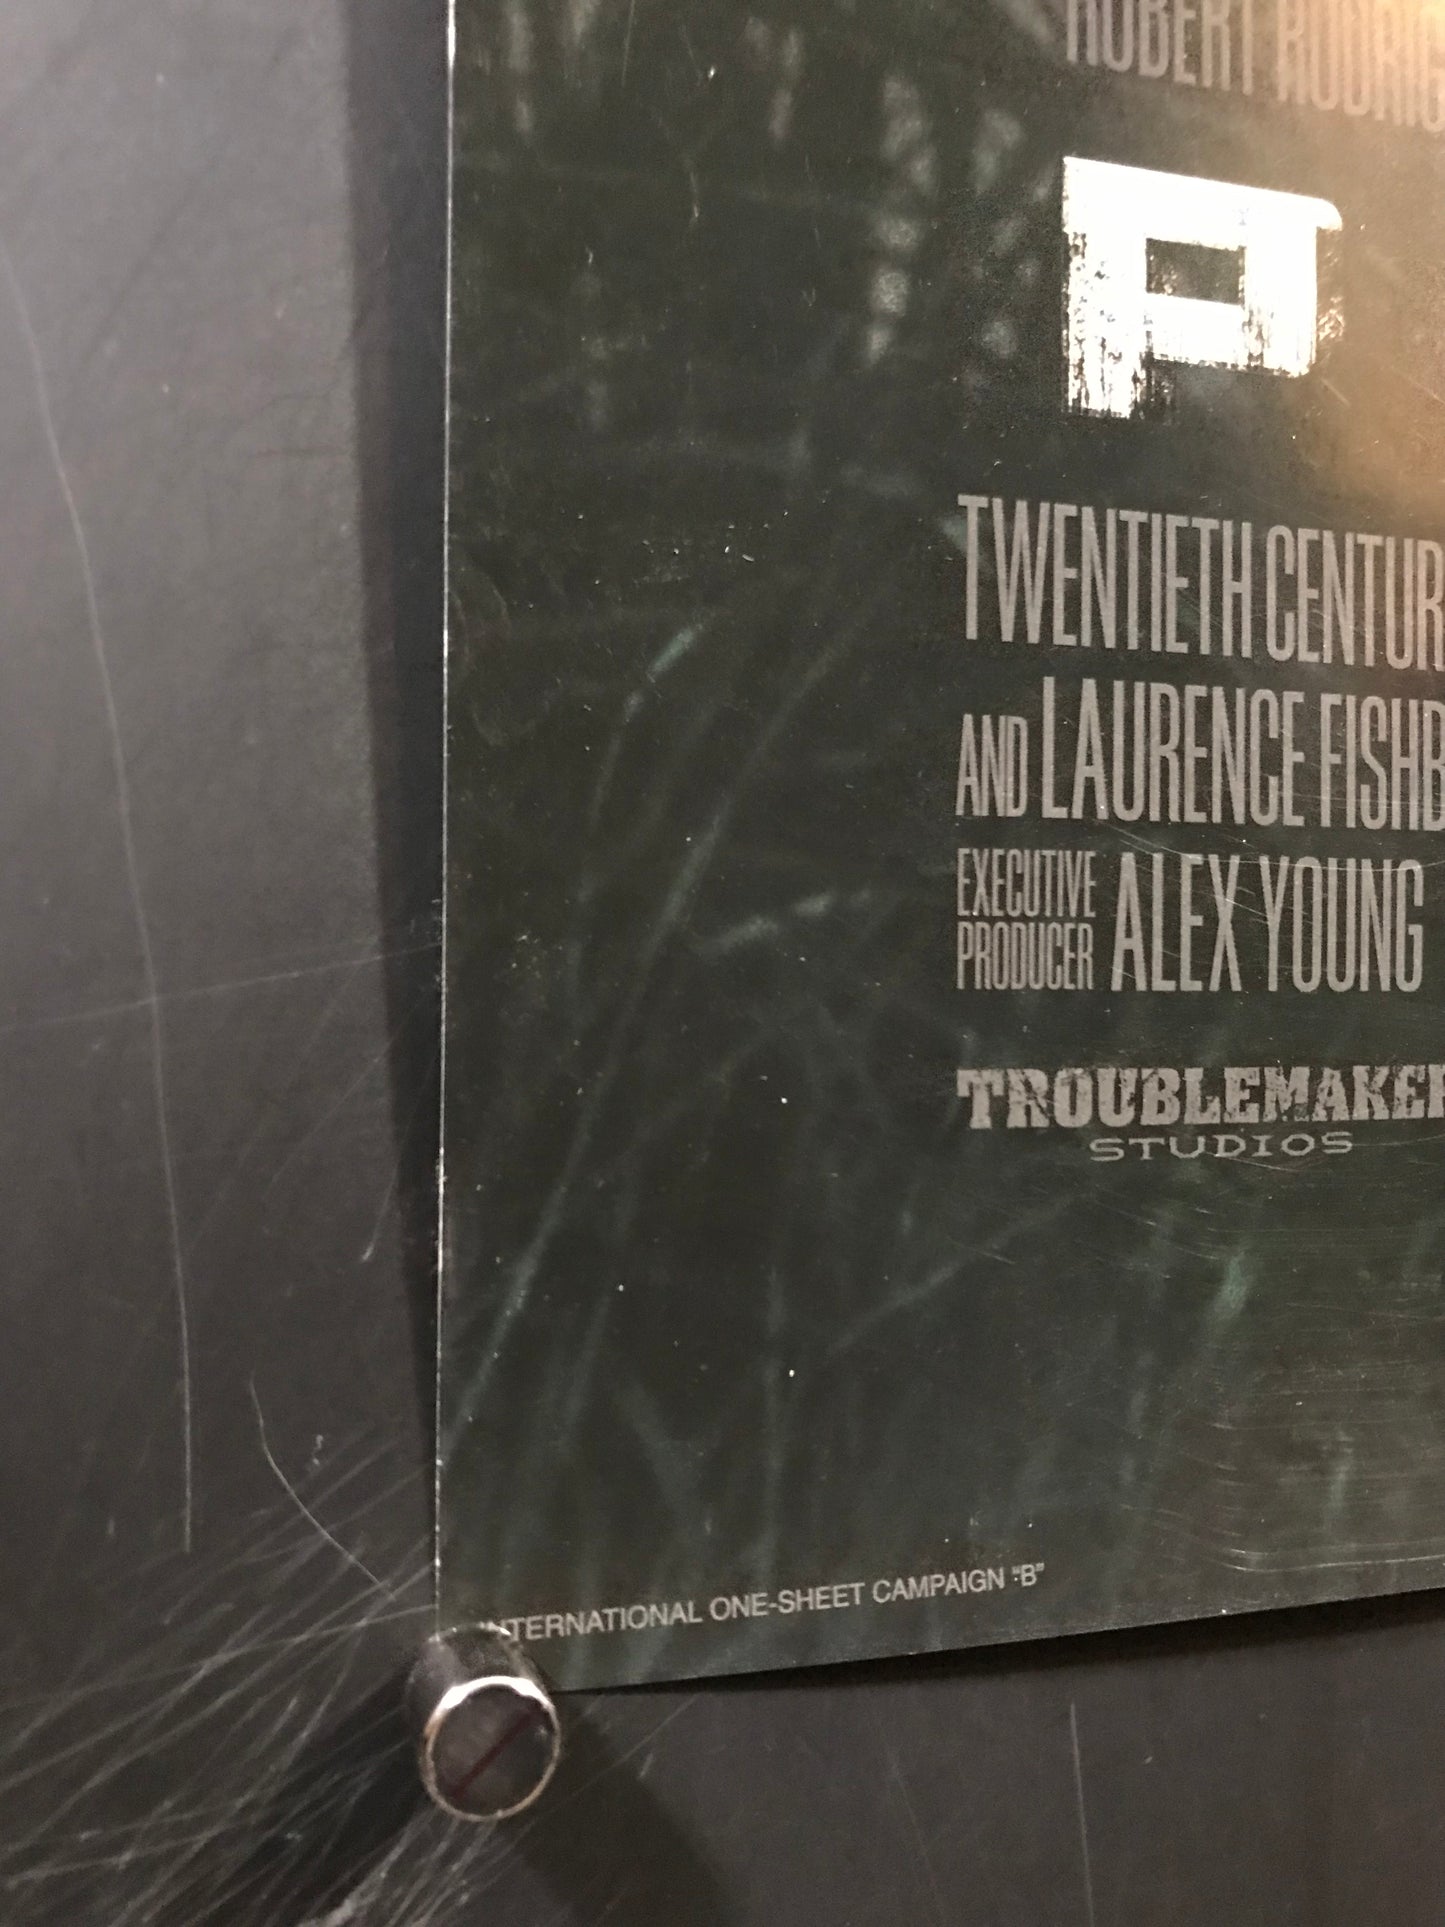 ROBERT RODRIG
P
TWENTIETH CENTUR
AND LAURENCE FISHB
EXECUTIVE PRODUCER ALEX YOUNG
TROUBLEMAKER
STUDIOS
INTERNATIONAL ONE-SHEET CAMPAIGN "B"